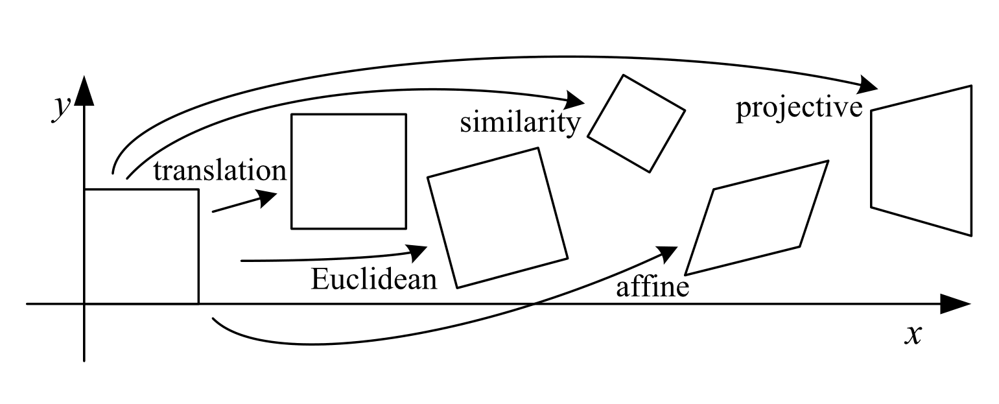 y
similarity
projective
translation
Euclidean
affine
x